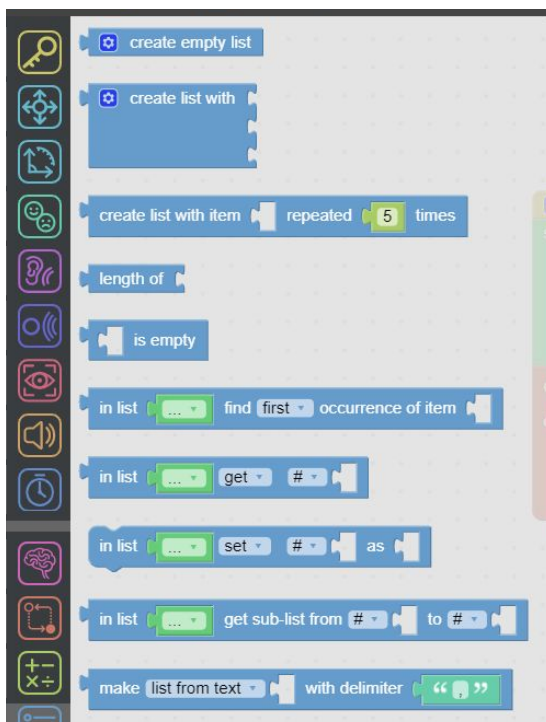 create empty list
create list with
create list with item repeated 5 times
length of
is empty
in list ... find first occurrence of item
in list ... get #
in list ... set # as
in list ... get sub-list from # to #
make list from text with delimiter “ , ”